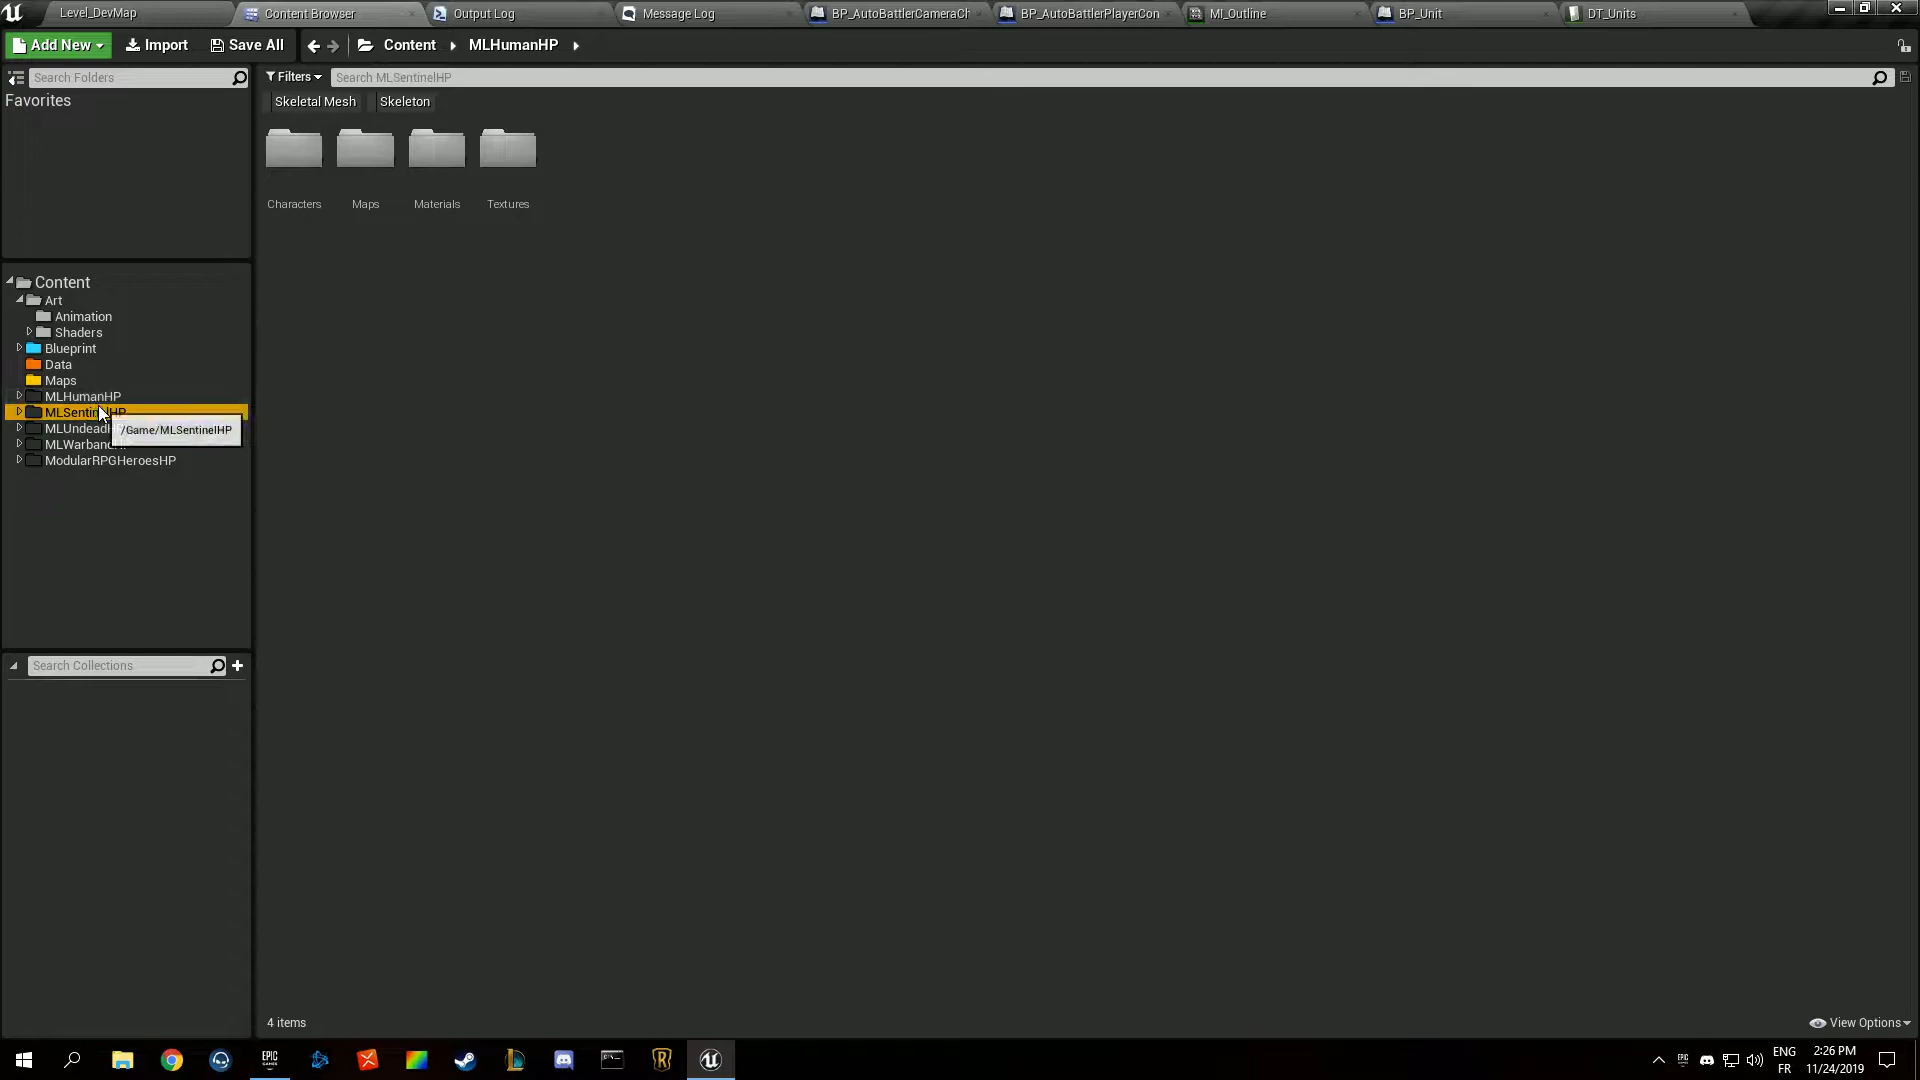 Level_DevMap
Content Browser
Output Log
Message Log
BP_AutoBattlerCameraCh
BP_AutoBattlerPlayerCon
MI_Outline
BP_Unit
DT_Units
Add New
Import
Save All
Content
MLHumanHP
Search Folders
Filters
Search MLSentinelHP
Favorites
Skeletal Mesh
Skeleton
Characters
Maps
Materials
Textures
Content
Art
Animation
Shaders
Blueprint
Data
Maps
MLHumanHP
MLSentinelHP
MLUndeadHP
/Game/MLSentinelHP
MLWarbandHP
ModularRPGHeroesHP
Search Collections
4 items
View Options
ENG
FR
2:26 PM
11/24/2019